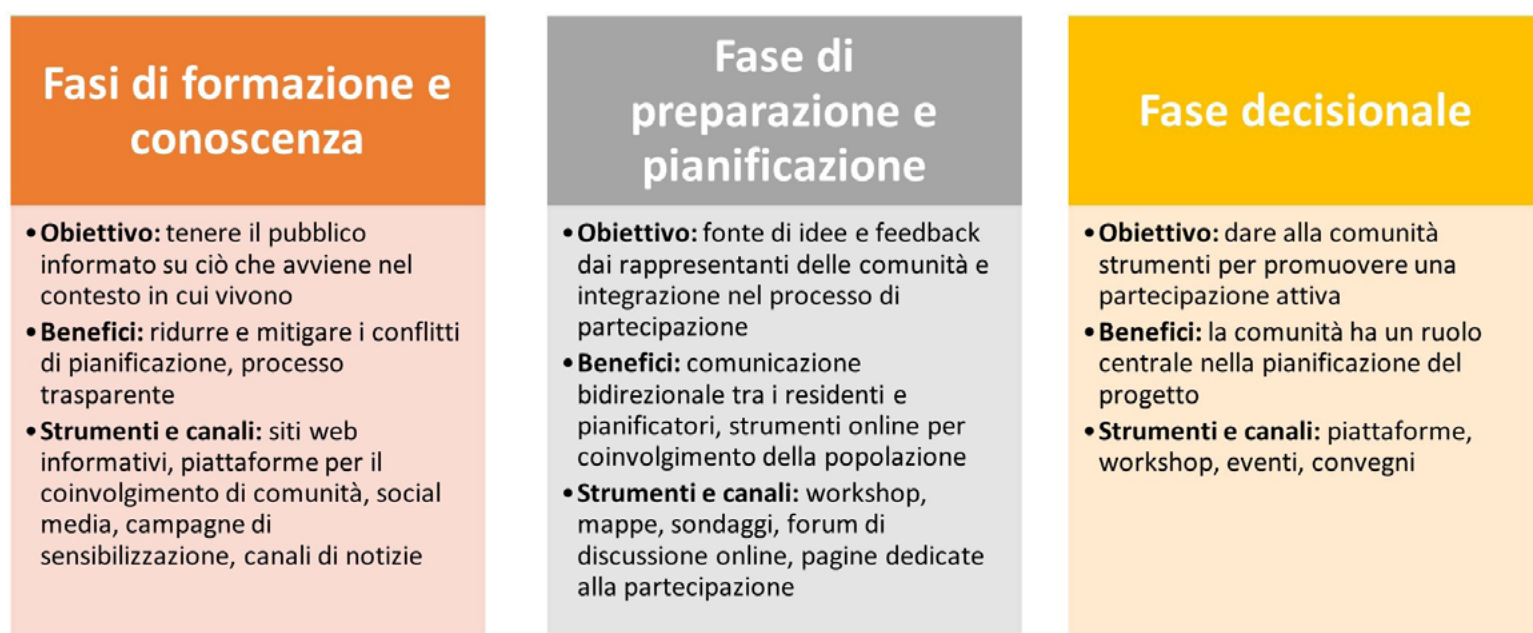 Fasi di formazione e
conoscenza
•Obiettivo: tenere il pubblico
informato su ciò che avviene nel
contesto in cui vivono
•Benefici: ridurre e mitigare i conflitti
di pianificazione, processo
trasparente
•Strumenti e canali: siti web
informativi, piattaforme per il
coinvolgimento di comunità, social
media, campagne di
sensibilizzazione, canali di notizie
Fase di
preparazione e
pianificazione
•Obiettivo: fonte di idee e feedback
dai rappresentanti delle comunità e
integrazione nel processo di
partecipazione
•Benefici: comunicazione
bidirezionale tra i residenti e
pianificatori, strumenti online per
coinvolgimento della popolazione
•Strumenti e canali: workshop,
mappe, sondaggi, forum di
discussione online, pagine dedicate
alla partecipazione
Fase decisionale
•Obiettivo: dare alla comunità
strumenti per promuovere una
partecipazione attiva
•Benefici: la comunità ha un ruolo
centrale nella pianificazione del
progetto
•Strumenti e canali: piattaforme,
workshop, eventi, convegni